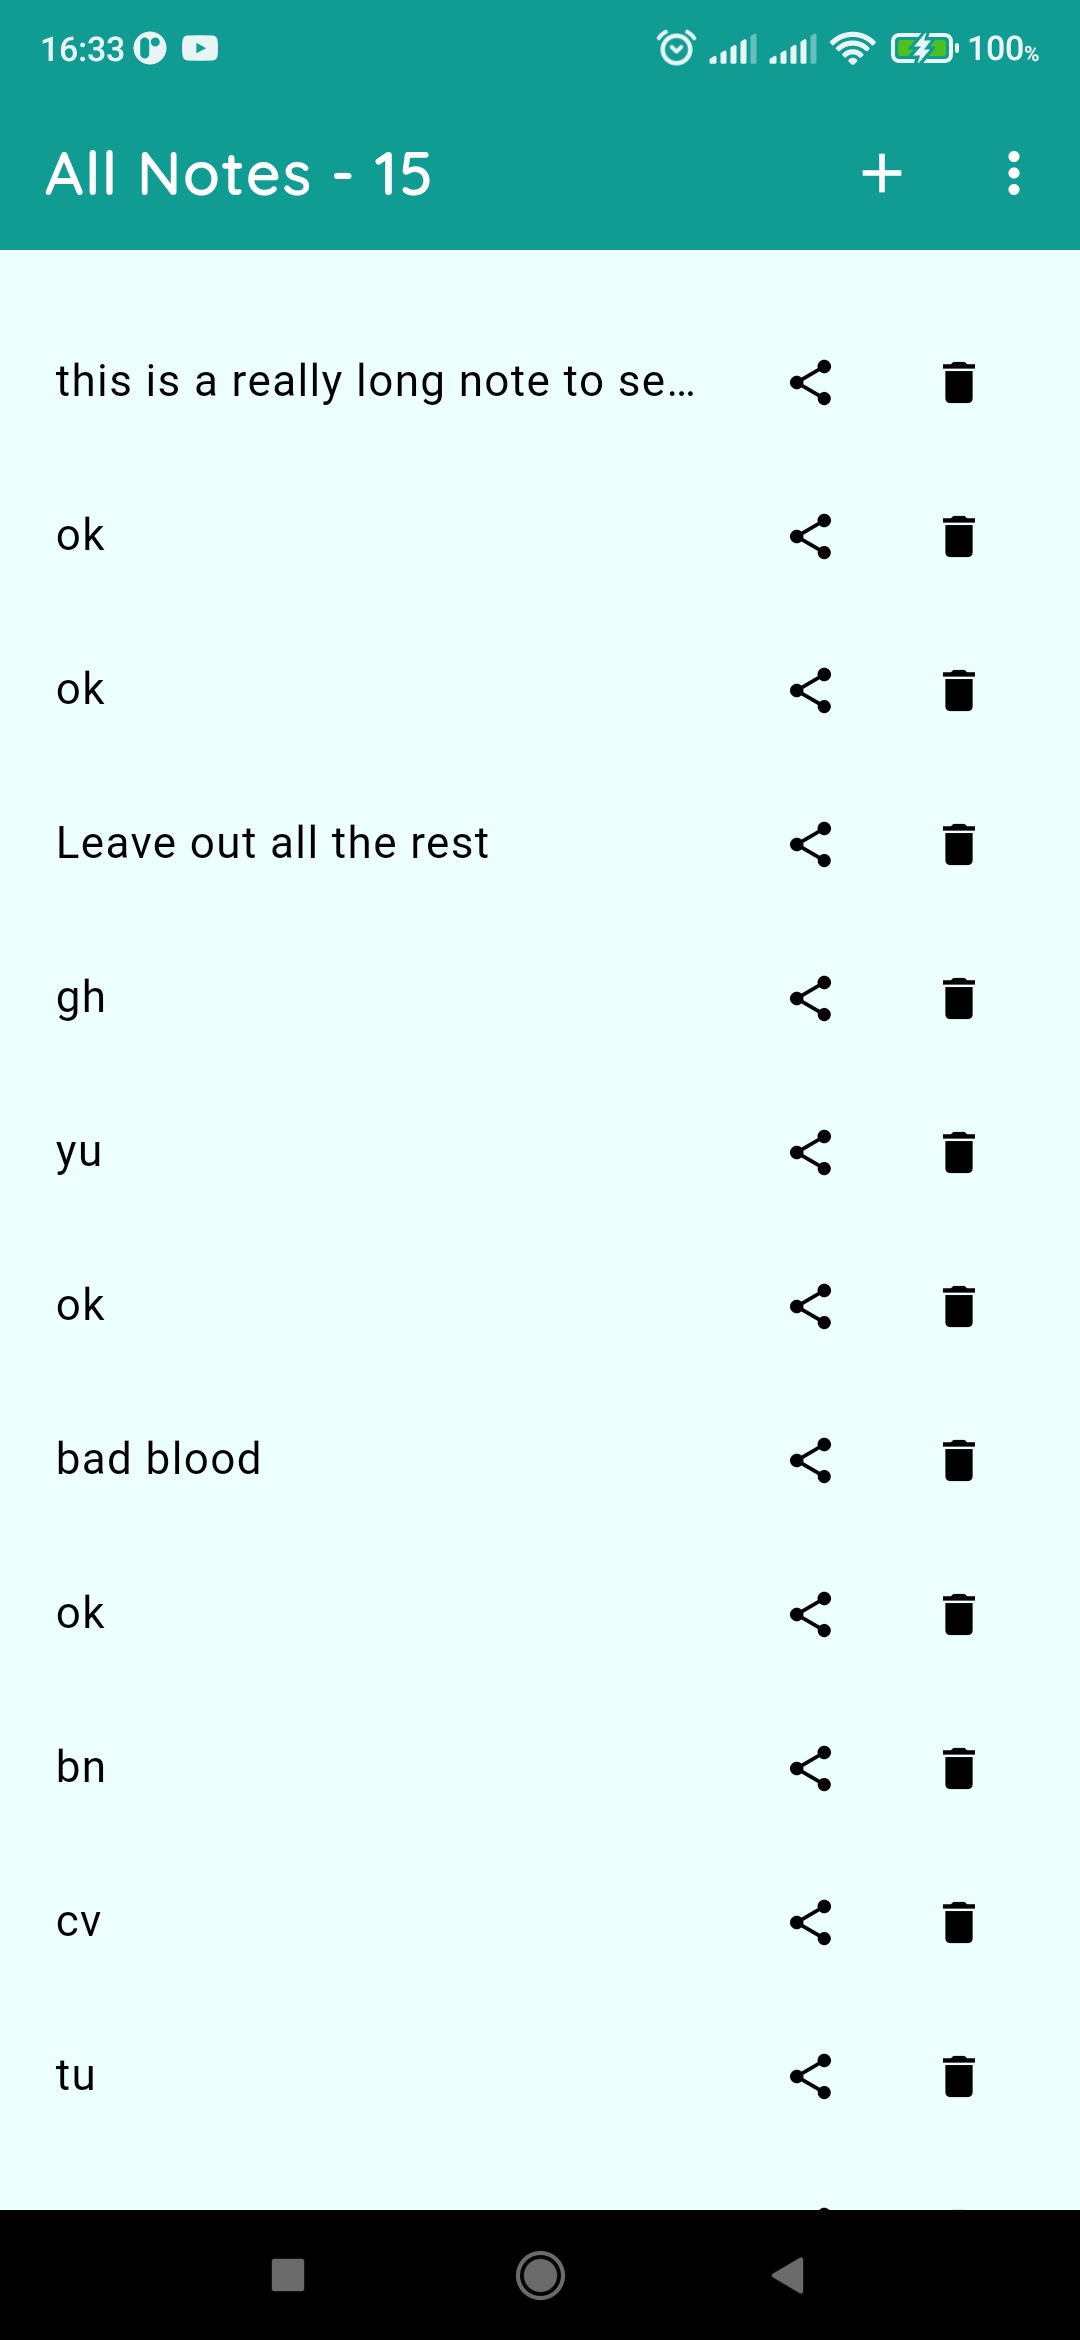 16:33 100%
All Notes - 15
this is a really long note to se...
ok
ok
Leave out all the rest
gh
yu
ok
bad blood
ok
bn
cv
tu